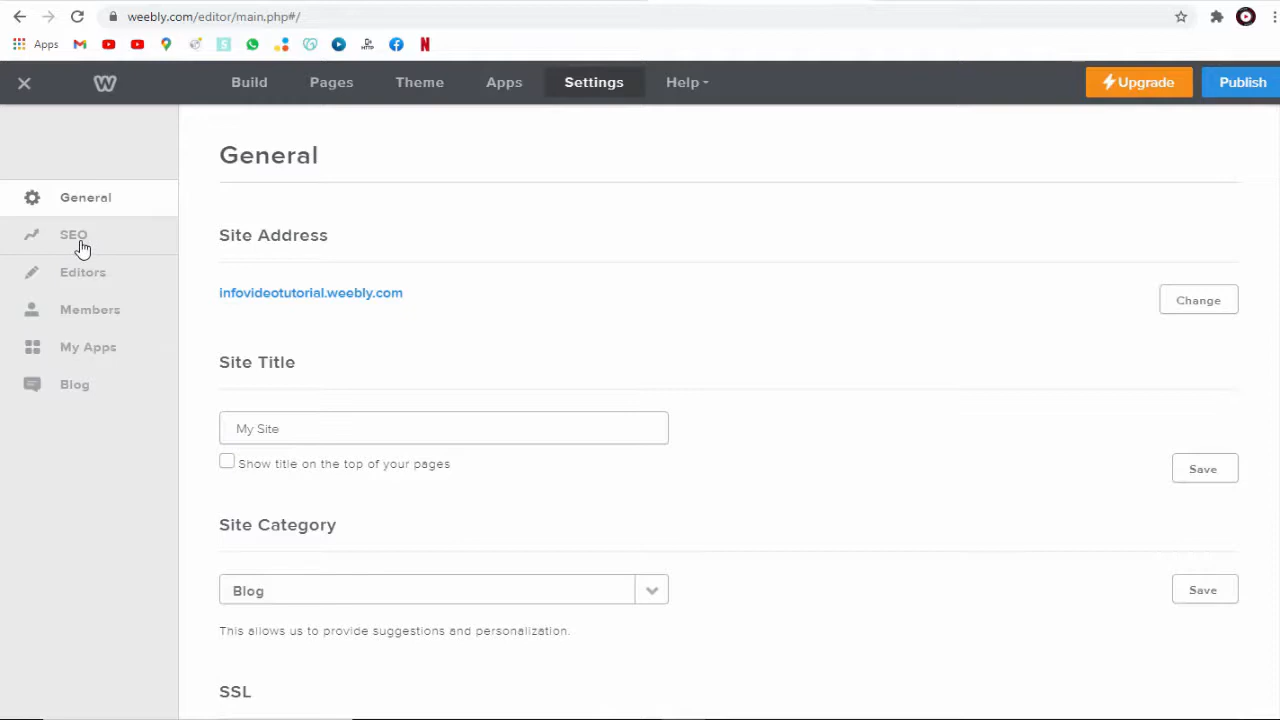 weebly.com/editor/main.php#/
Apps
Build Pages Theme Apps Settings Help Upgrade Publish
General
General
SEO
Editors
Members
My Apps
Blog
Site Address
infovideotutorial.weebly.com
Change
Site Title
My Site
Show title on the top of your pages
Save
Site Category
Blog
Save
This allows us to provide suggestions and personalization.
SSL